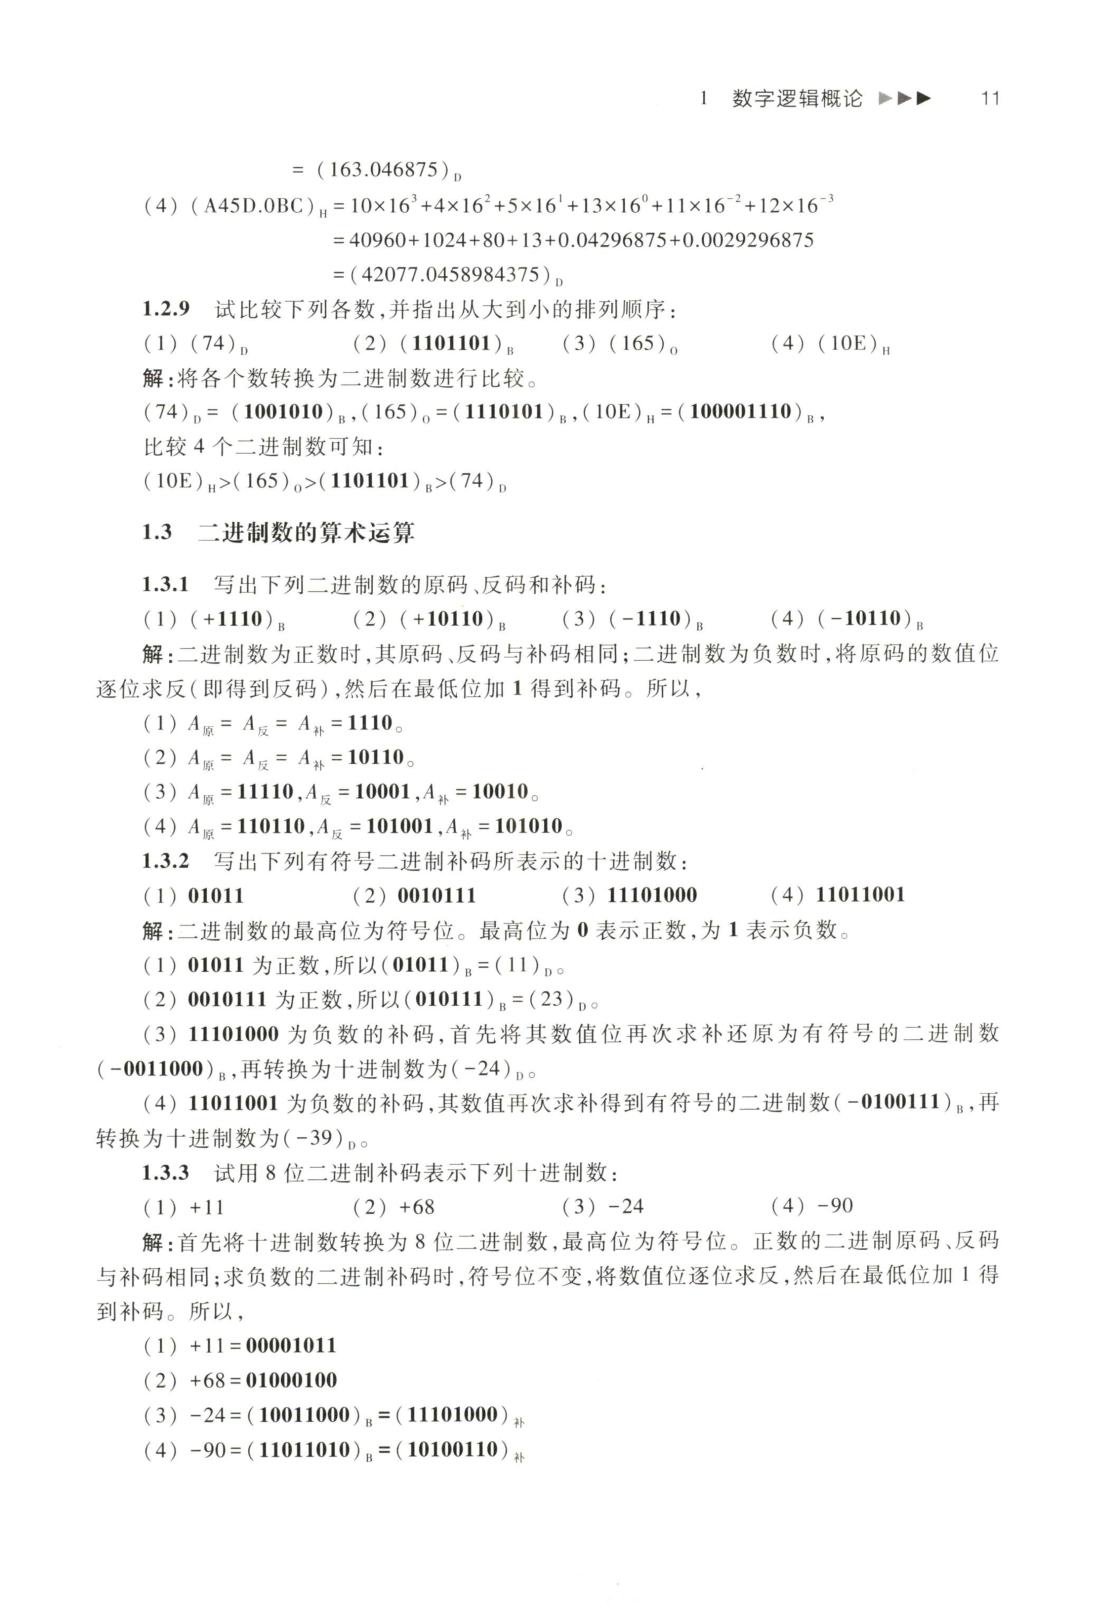 1 数字逻辑概论 ▶▶▶ 11
=(163.046875)D
(4) (A45D.0BC)H=10×16³+4×16²+5×16¹+13×16⁰+11×16⁻²+12×16⁻³
=40960+1024+80+13+0.04296875+0.0029296875
=(42077.0458984375)D
1.2.9 试比较下列各数,并指出从大到小的排列顺序:
(1) (74)D (2) (1101101)B (3) (165)O (4) (10E)H
解:将各个数转换为二进制数进行比较。
(74)D=(1001010)B,(165)O=(1110101)B,(10E)H=(100001110)B,
比较 4 个二进制数可知:
(10E)H>(165)O>(1101101)B>(74)D
1.3 二进制数的算术运算
1.3.1 写出下列二进制数的原码、反码和补码:
(1) (+1110)B (2) (+10110)B (3) (-1110)B (4) (-10110)B
解:二进制数为正数时,其原码、反码与补码相同;二进制数为负数时,将原码的数值位
逐位求反(即得到反码),然后在最低位加 1 得到补码。所以,
(1) A原=A反=A补=1110。
(2) A原=A反=A补=10110。
(3) A原=11110,A反=10001,A补=10010。
(4) A原=110110,A反=101001,A补=101010。
1.3.2 写出下列有符号二进制补码所表示的十进制数:
(1) 01011 (2) 0010111 (3) 11101000 (4) 11011001
解:二进制数的最高位为符号位。最高位为 0 表示正数,为 1 表示负数。
(1) 01011 为正数,所以(01011)B=(11)D。
(2) 0010111 为正数,所以(010111)B=(23)D。
(3) 11101000 为负数的补码,首先将其数值位再次求补还原为有符号的二进制数
(-0011000)B,再转换为十进制数为(-24)D。
(4) 11011001 为负数的补码,其数值再次求补得到有符号的二进制数(-0100111)B,再
转换为十进制数为(-39)D。
1.3.3 试用 8 位二进制补码表示下列十进制数:
(1) +11 (2) +68 (3) -24 (4) -90
解:首先将十进制数转换为 8 位二进制数,最高位为符号位。正数的二进制原码、反码
与补码相同;求负数的二进制补码时,符号位不变,将数值位逐位求反,然后在最低位加 1 得
到补码。所以,
(1) +11=00001011
(2) +68=01000100
(3) -24=(10011000)B=(11101000)补
(4) -90=(11011010)B=(10100110)补